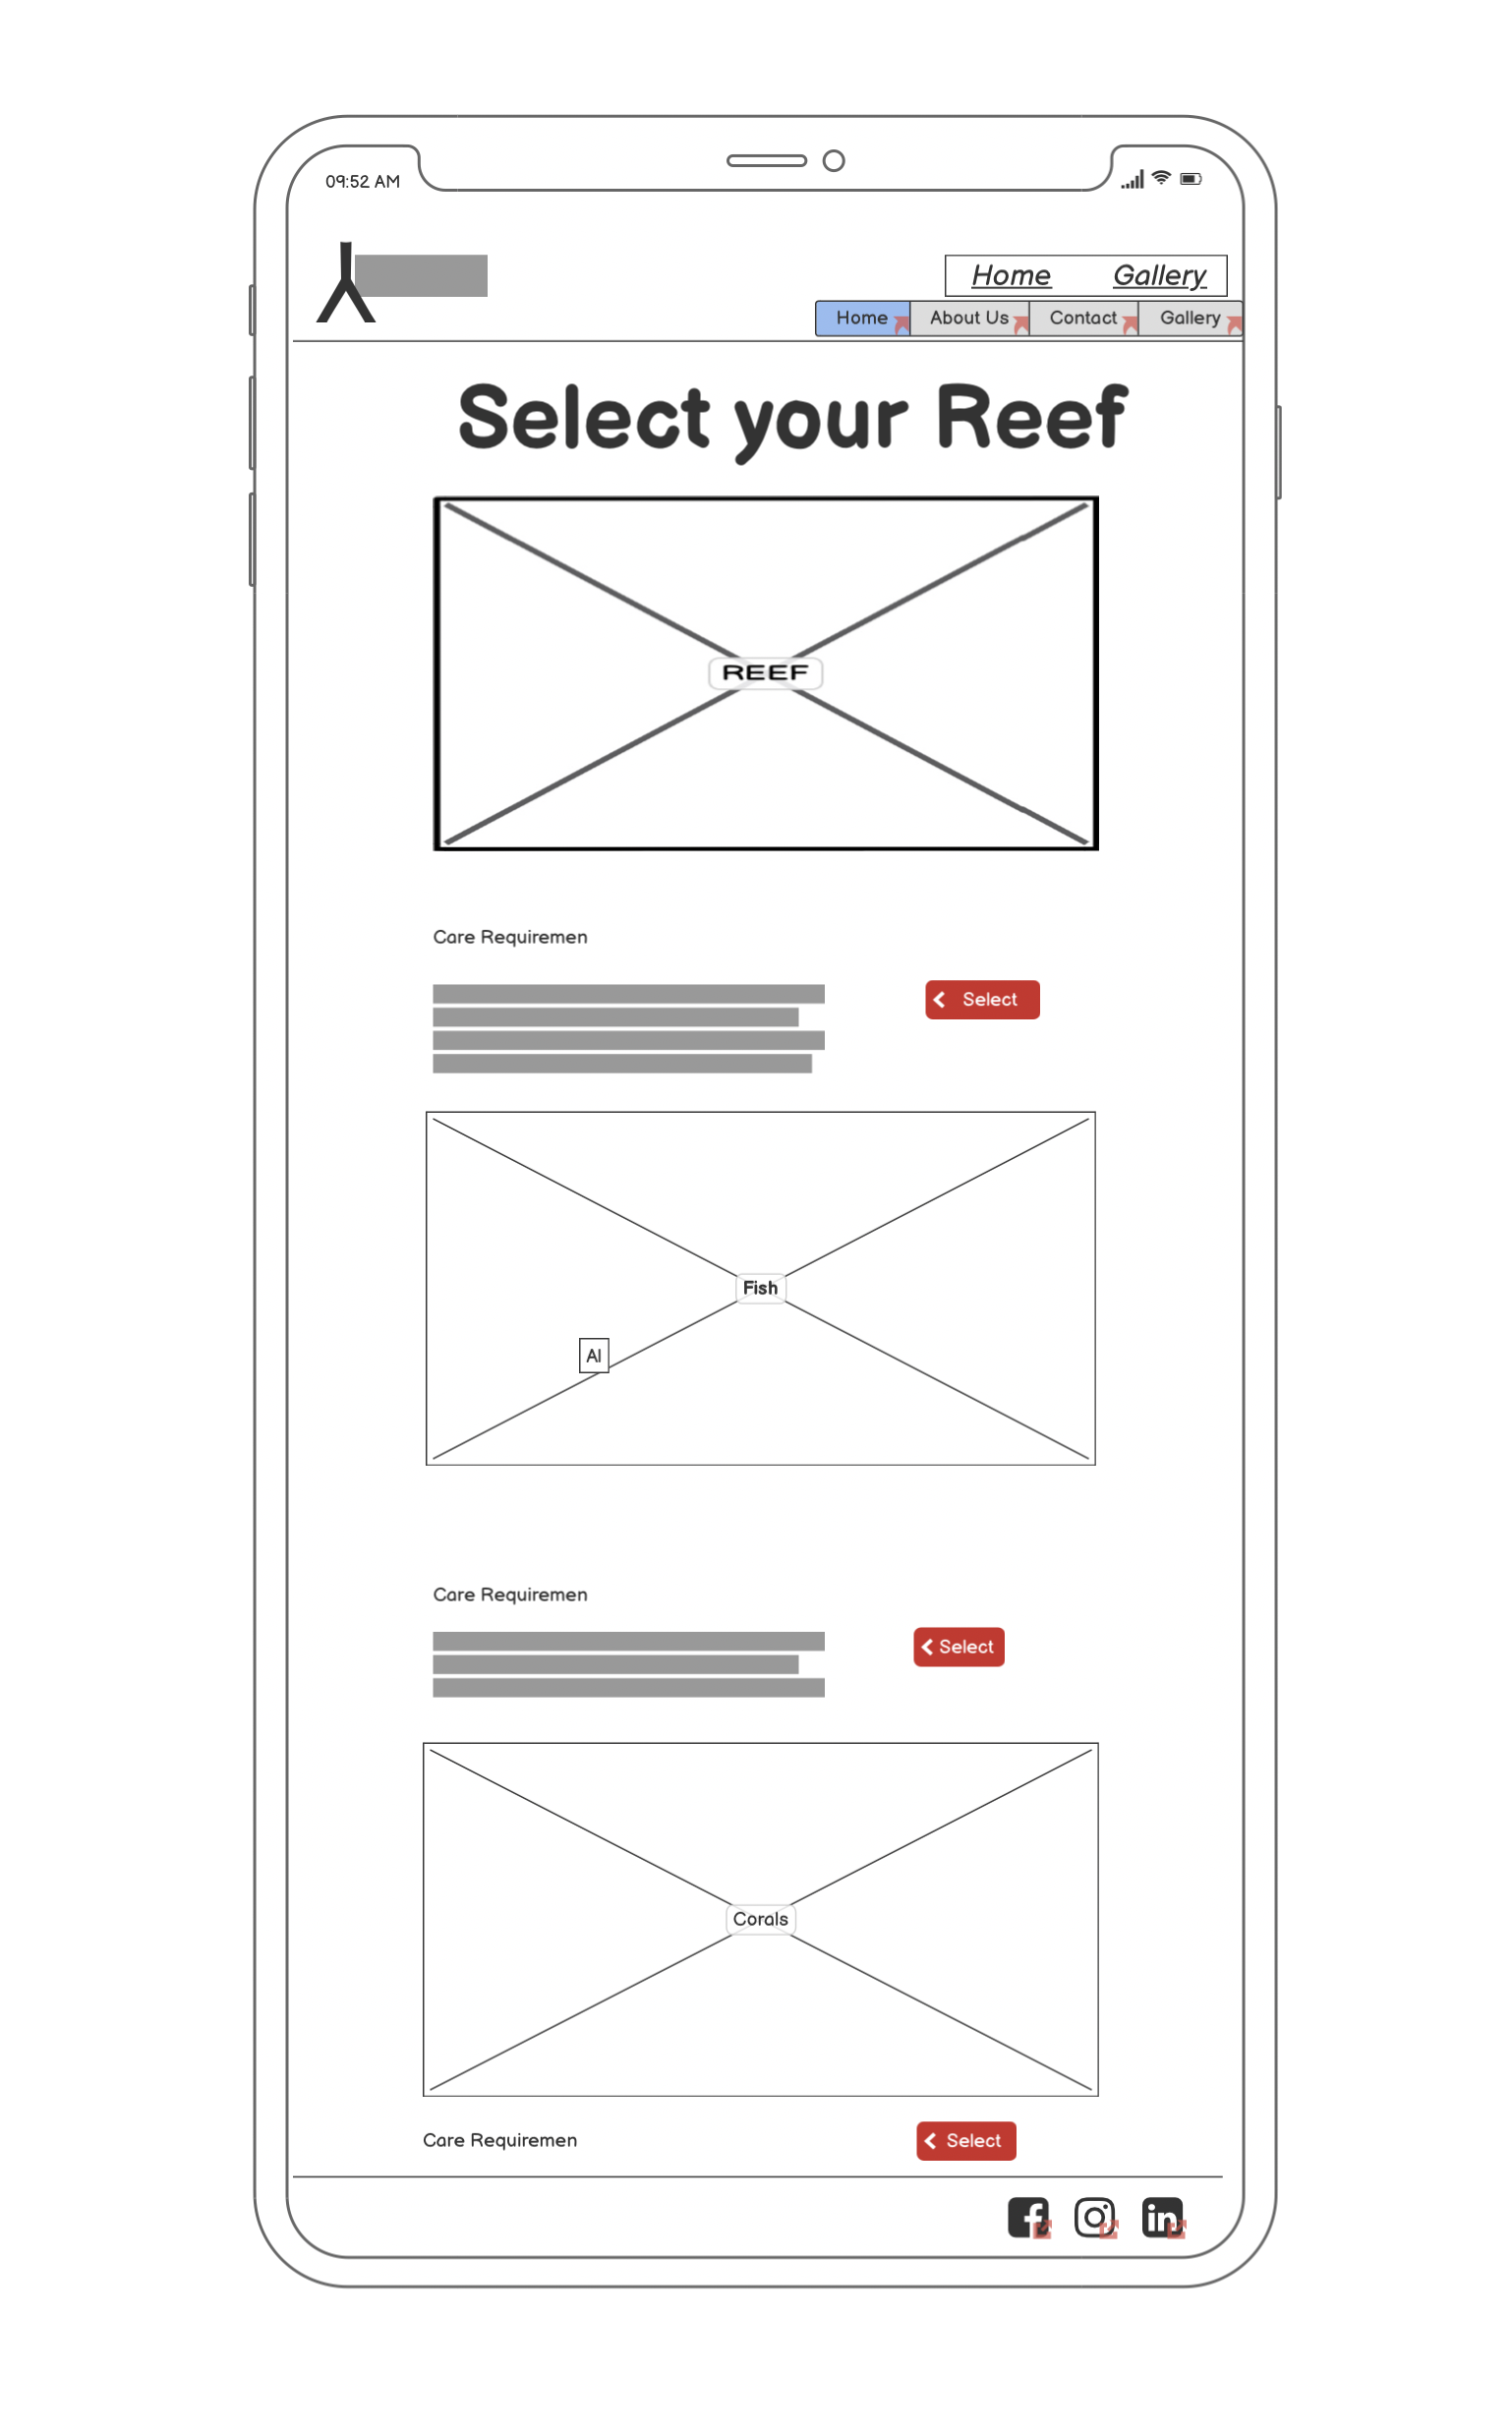 09:52 AM
Home Gallery
Home About Us Contact Gallery
Select your Reef
REEF
Care Requiremen
Select
Fish
AI
Care Requiremen
Select
Corals
Care Requiremen
Select